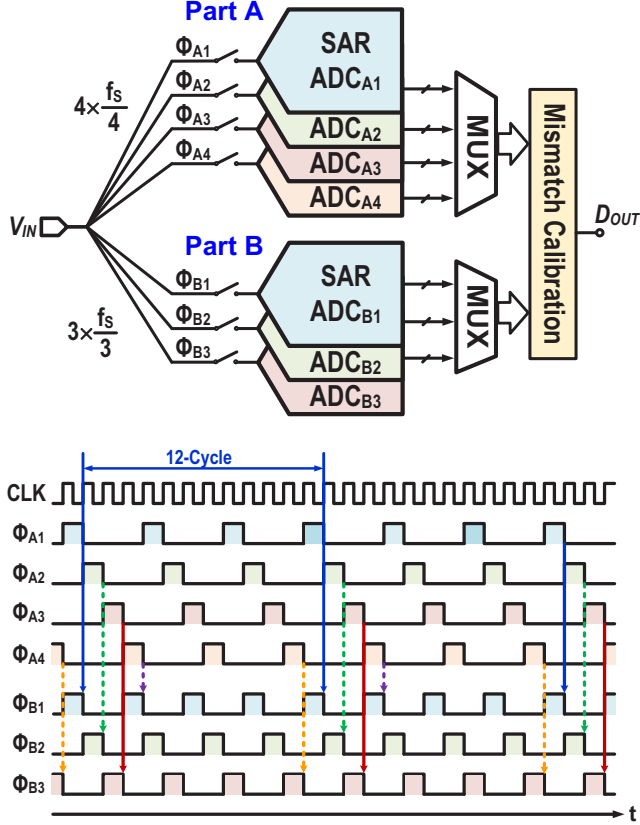 Part A
ΦA1
ΦA2
ΦA3
ΦA4
4×fS/4
SAR
ADCA1
ADCA2
ADCA3
ADCA4
MUX
Mismatch Calibration
DOUT
VIN
Part B
ΦB1
ΦB2
ΦB3
3×fS/3
SAR
ADCB1
ADCB2
ADCB3
MUX
12-Cycle
CLK
ΦA1
ΦA2
ΦA3
ΦA4
ΦB1
ΦB2
ΦB3
t